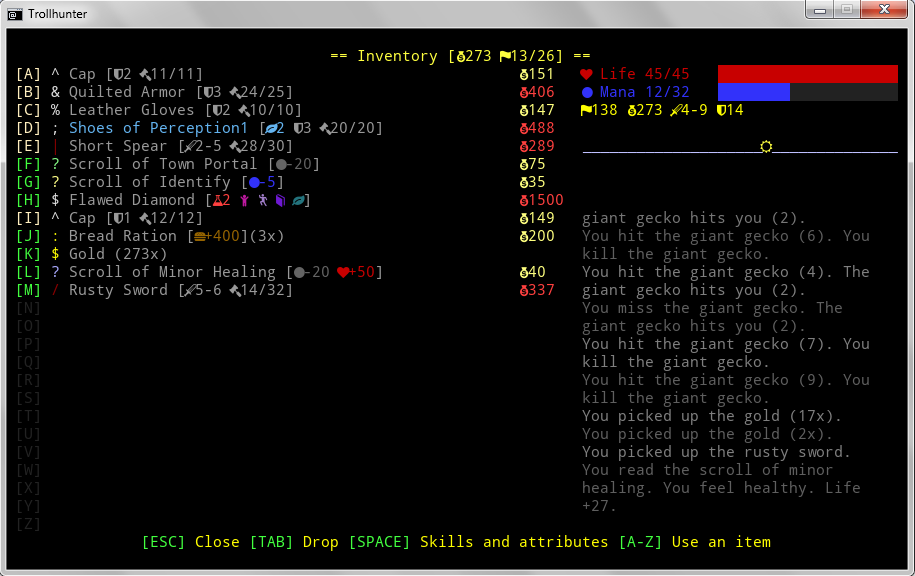 Trollhunter
== Inventory [273 13/26] ==
[A] ^ Cap [2 11/11] 151
[B] & Quilted Armor [3 24/25] 406
[C] % Leather Gloves [2 10/10] 147
[D] ; Shoes of Perception1 [2 3 20/20] 488
[E] | Short Spear [2-5 28/30] 289
[F] ? Scroll of Town Portal [-20] 75
[G] ? Scroll of Identify [-5] 35
[H] $ Flawed Diamond [2] 1500
[I] ^ Cap [1 12/12] 149
[J] : Bread Ration [+400](3x) 200
[K] $ Gold (273x)
[L] ? Scroll of Minor Healing [-20 +50] 40
[M] / Rusty Sword [5-6 14/32] 337
[N]
[O]
[P]
[Q]
[R]
[S]
[T]
[U]
[V]
[W]
[X]
[Y]
[Z]
Life 45/45
Mana 12/32
138 273 4-9 14
giant gecko hits you (2).
You hit the giant gecko (6). You
kill the giant gecko.
You hit the giant gecko (4). The
giant gecko hits you (2).
You miss the giant gecko. The
giant gecko hits you (2).
You hit the giant gecko (7). You
kill the giant gecko.
You hit the giant gecko (9). You
kill the giant gecko.
You picked up the gold (17x).
You picked up the gold (2x).
You picked up the rusty sword.
You read the scroll of minor
healing. You feel healthy. Life
+27.
[ESC] Close [TAB] Drop [SPACE] Skills and attributes [A-Z] Use an item